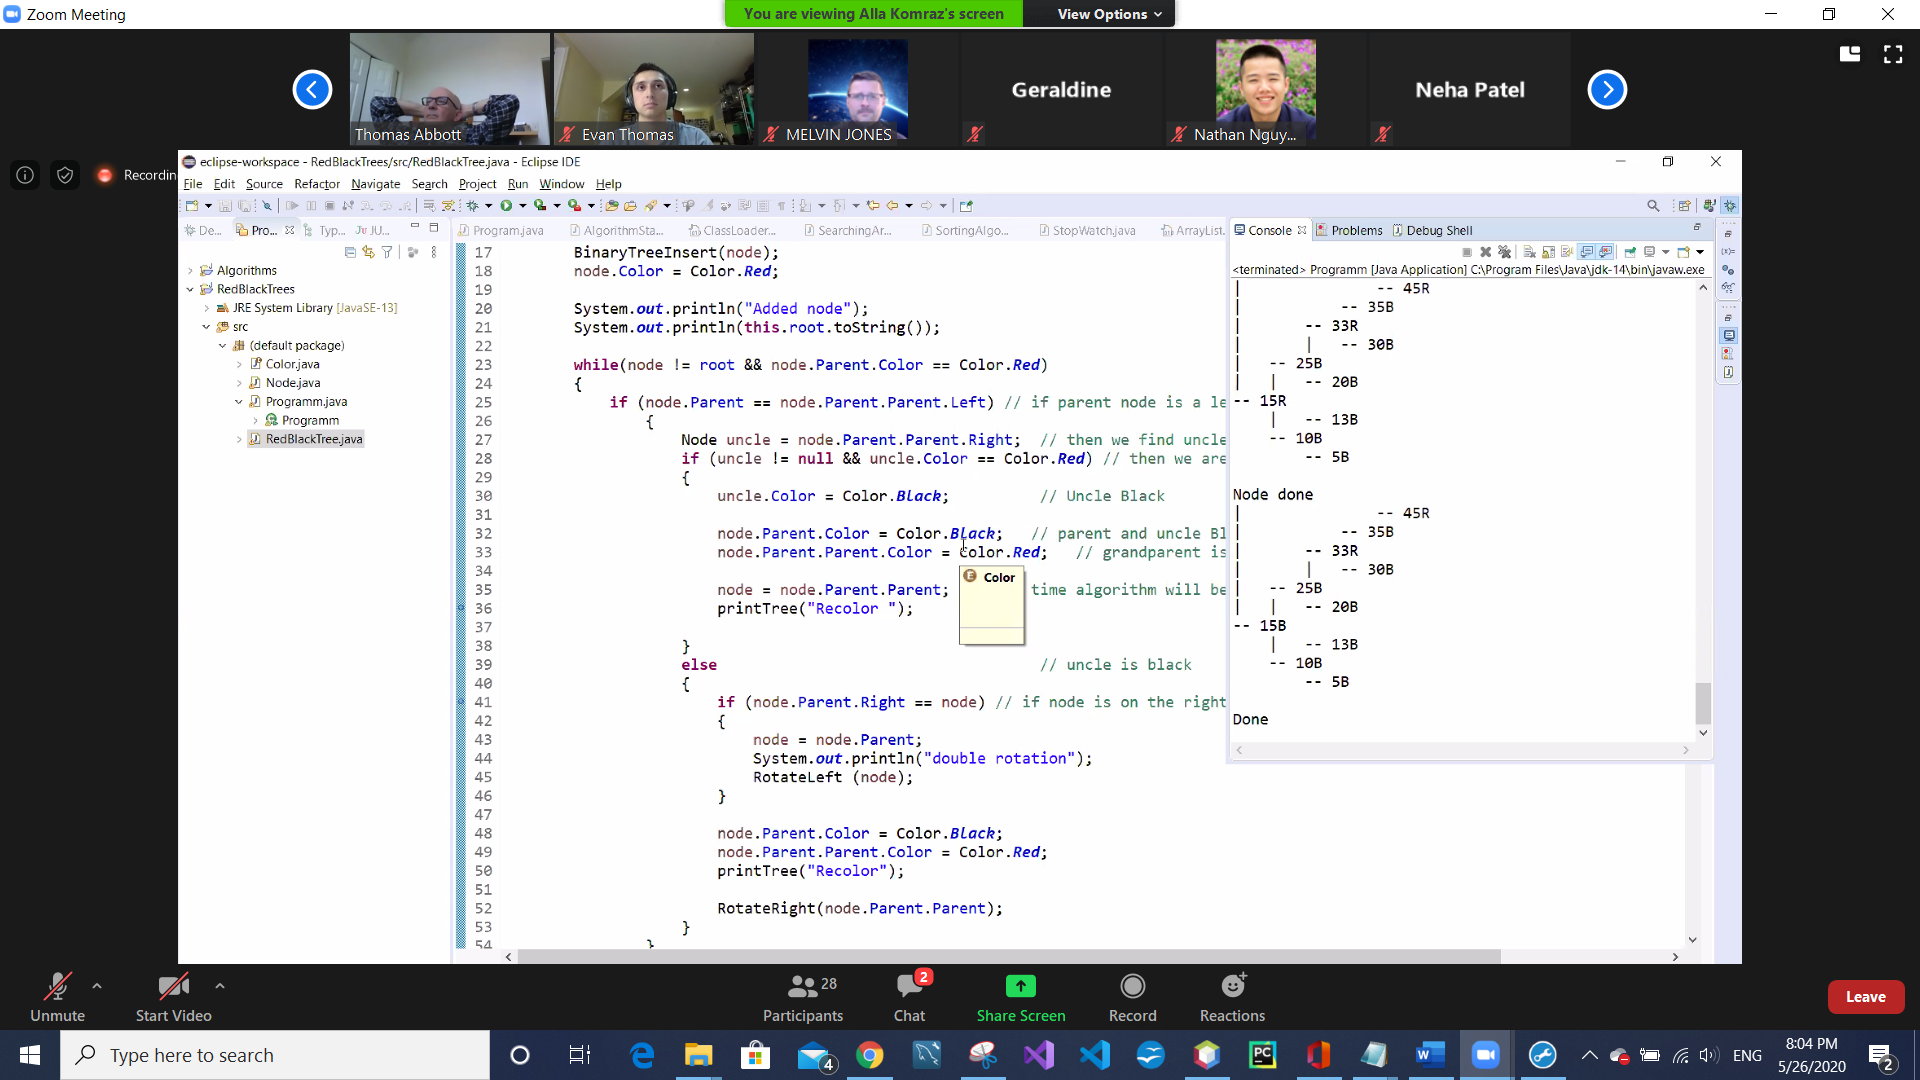 Zoom Meeting
You are viewing Alla Komraz's screen
View Options
Thomas Abbott
Evan Thomas
MELVIN JONES
Geraldine
Nathan Nguy...
Neha Patel
Recordin
eclipse-workspace - RedBlackTrees/src/RedBlackTree.java - Eclipse IDE
File Edit Source Refactor Navigate Search Project Run Window Help
De... Pro... Typ... JU...
Program.java AlgorithmSta... ClassLoader... SearchingAr... SortingAlgo... StopWatch.java ArrayList.
Algorithms
RedBlackTrees
JRE System Library [JavaSE-13]
src
(default package)
Color.java
Node.java
Programm.java
Programm
RedBlackTree.java
17 BinaryTreeInsert(node);
18 node.Color = Color.Red;
19
20 System.out.println("Added node");
21 System.out.println(this.root.toString());
22
23 while(node != root && node.Parent.Color == Color.Red)
24 {
25 if (node.Parent == node.Parent.Parent.Left) // if parent node is a le
26 {
27 Node uncle = node.Parent.Parent.Right; // then we find uncle
28 if (uncle != null && uncle.Color == Color.Red) // then we are
29 {
30 uncle.Color = Color.Black; // Uncle Black
31
32 node.Parent.Color = Color.Black; // parent and uncle Bl
33 node.Parent.Parent.Color = Color.Red; // grandparent is
34
35 node = node.Parent.Parent; time algorithm will be
36 printTree("Recolor ");
37
38 }
39 else // uncle is black
40 {
41 if (node.Parent.Right == node) // if node is on the right
42 {
43 node = node.Parent;
44 System.out.println("double rotation");
45 RotateLeft (node);
46 }
47
48 node.Parent.Color = Color.Black;
49 node.Parent.Parent.Color = Color.Red;
50 printTree("Recolor");
51
52 RotateRight(node.Parent.Parent);
53 }
54 }
Color
Console Problems Debug Shell
<terminated> Programm [Java Application] C:\Program Files\Java\jdk-14\bin\javaw.exe
| -- 45R
| -- 35B
| -- 33R
| | -- 30B
| -- 25B
| | -- 20B
-- 15R
| -- 13B
-- 10B
-- 5B
Node done
| -- 45R
| -- 35B
| -- 33R
| | -- 30B
| -- 25B
| | -- 20B
-- 15B
| -- 13B
-- 10B
-- 5B
Done
Unmute
Start Video
28
Participants
2
Chat
Share Screen
Record
Reactions
Leave
Type here to search
4
PC
ENG
8:04 PM
5/26/2020
2